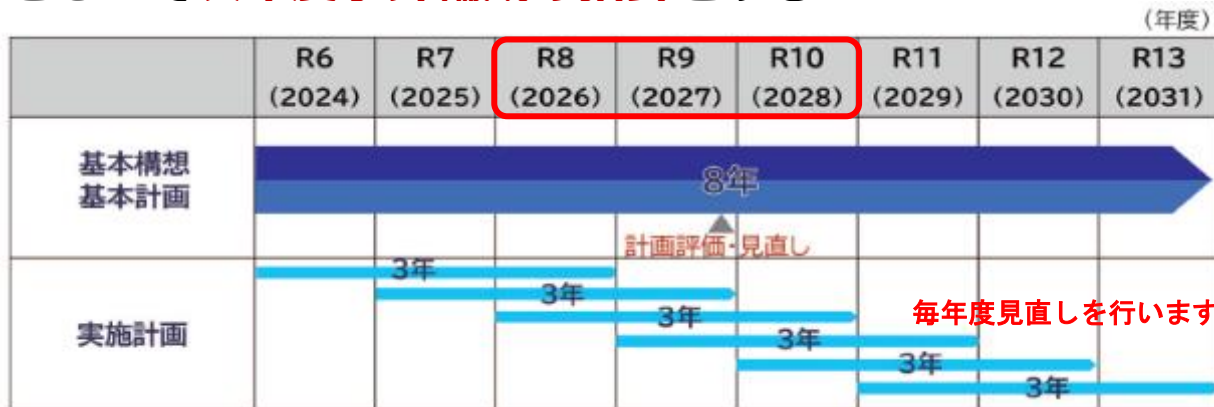 (年度)
R6 R7 R8 R9 R10 R11 R12 R13
(2024) (2025) (2026) (2027) (2028) (2029) (2030) (2031)
基本構想
基本計画
8年
計画評価・見直し
実施計画
3年
3年
3年
3年
3年
3年
毎年度見直しを行います